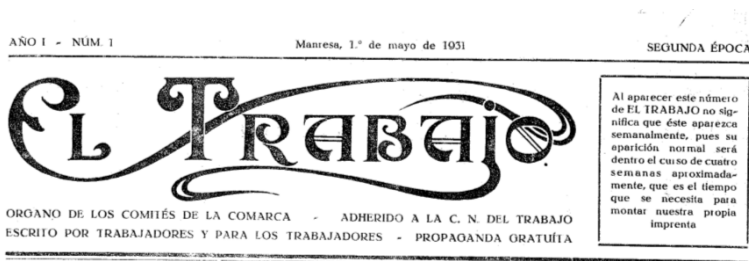 AÑO I - NÚM. 1
Manresa, 1.º de mayo de 1931
SEGUNDA ÉPOCA
EL TRABAJO
ORGANO DE LOS COMITÉS DE LA COMARCA - ADHERIDO A LA C. N. DEL TRABAJO
ESCRITO POR TRABAJADORES Y PARA LOS TRABAJADORES - PROPAGANDA GRATUÍTA
Al aparecer este número
de EL TRABAJO no sig-
nifica que éste aparezca
semanalmente, pues su
aparición normal será
dentro el curso de cuatro
semanas aproximada-
mente, que es el tiempo
que se necesita para
montar nuestra propia
imprenta